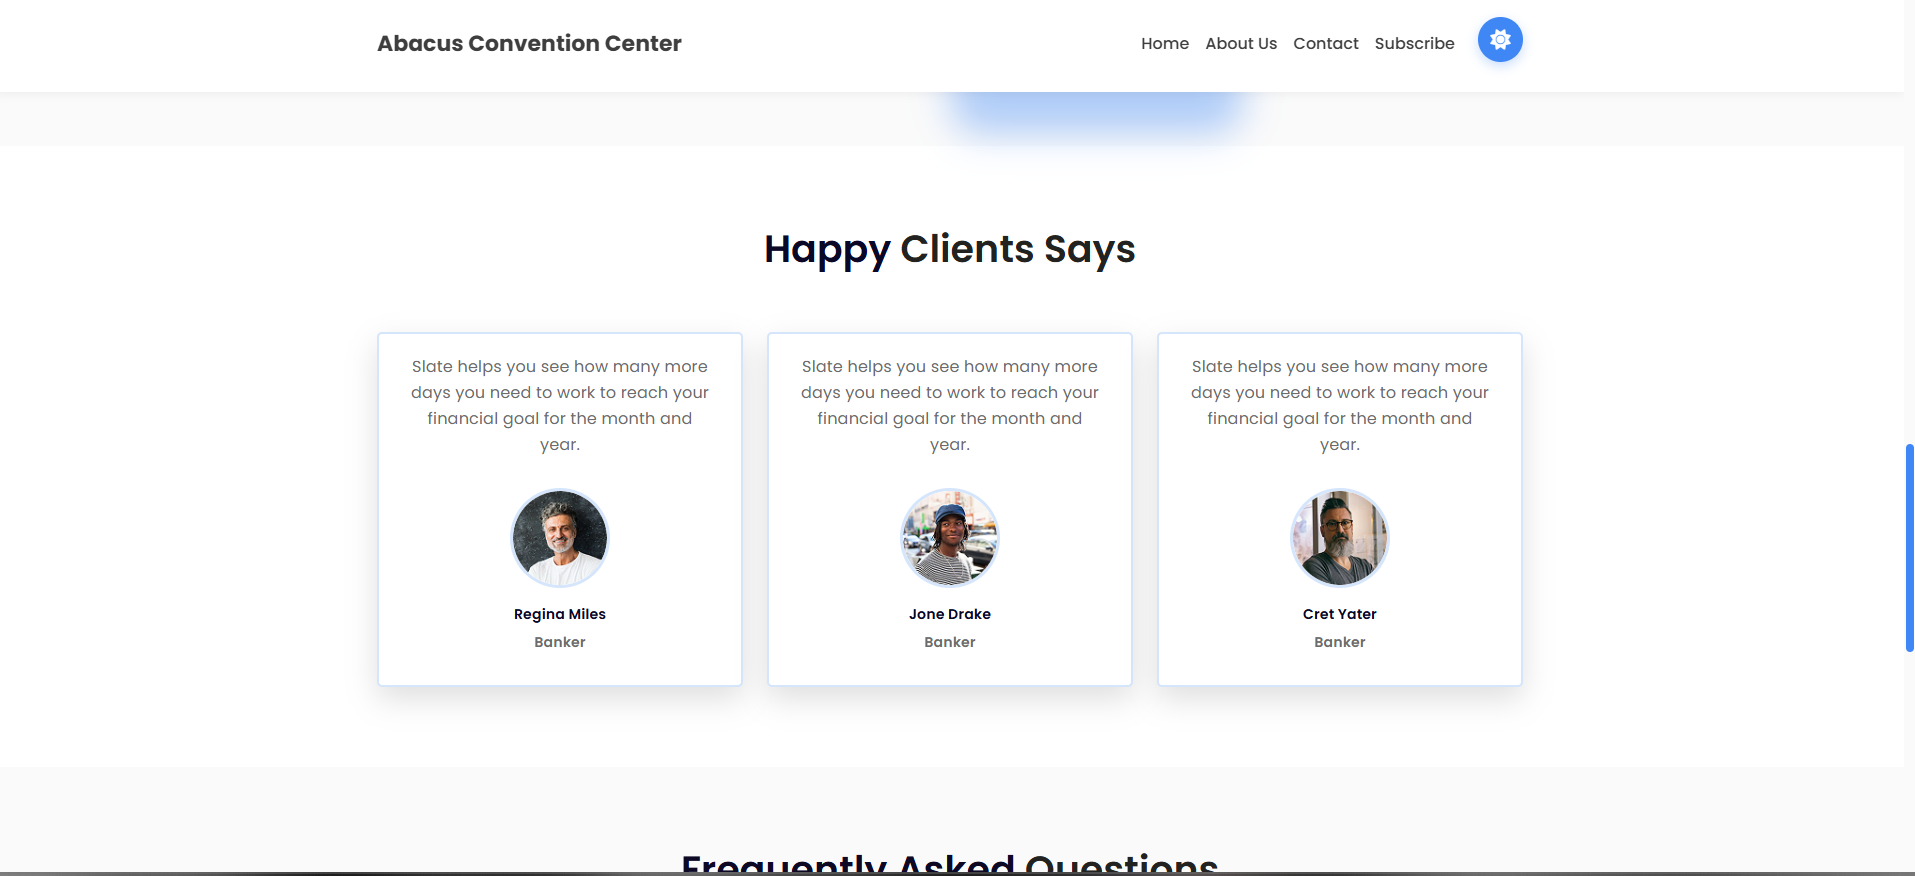 Abacus Convention Center
Home About Us Contact Subscribe
Happy Clients Says
Slate helps you see how many more
days you need to work to reach your
financial goal for the month and
year.
Regina Miles
Banker
Slate helps you see how many more
days you need to work to reach your
financial goal for the month and
year.
Jone Drake
Banker
Slate helps you see how many more
days you need to work to reach your
financial goal for the month and
year.
Cret Yater
Banker
Frequently Asked Questions